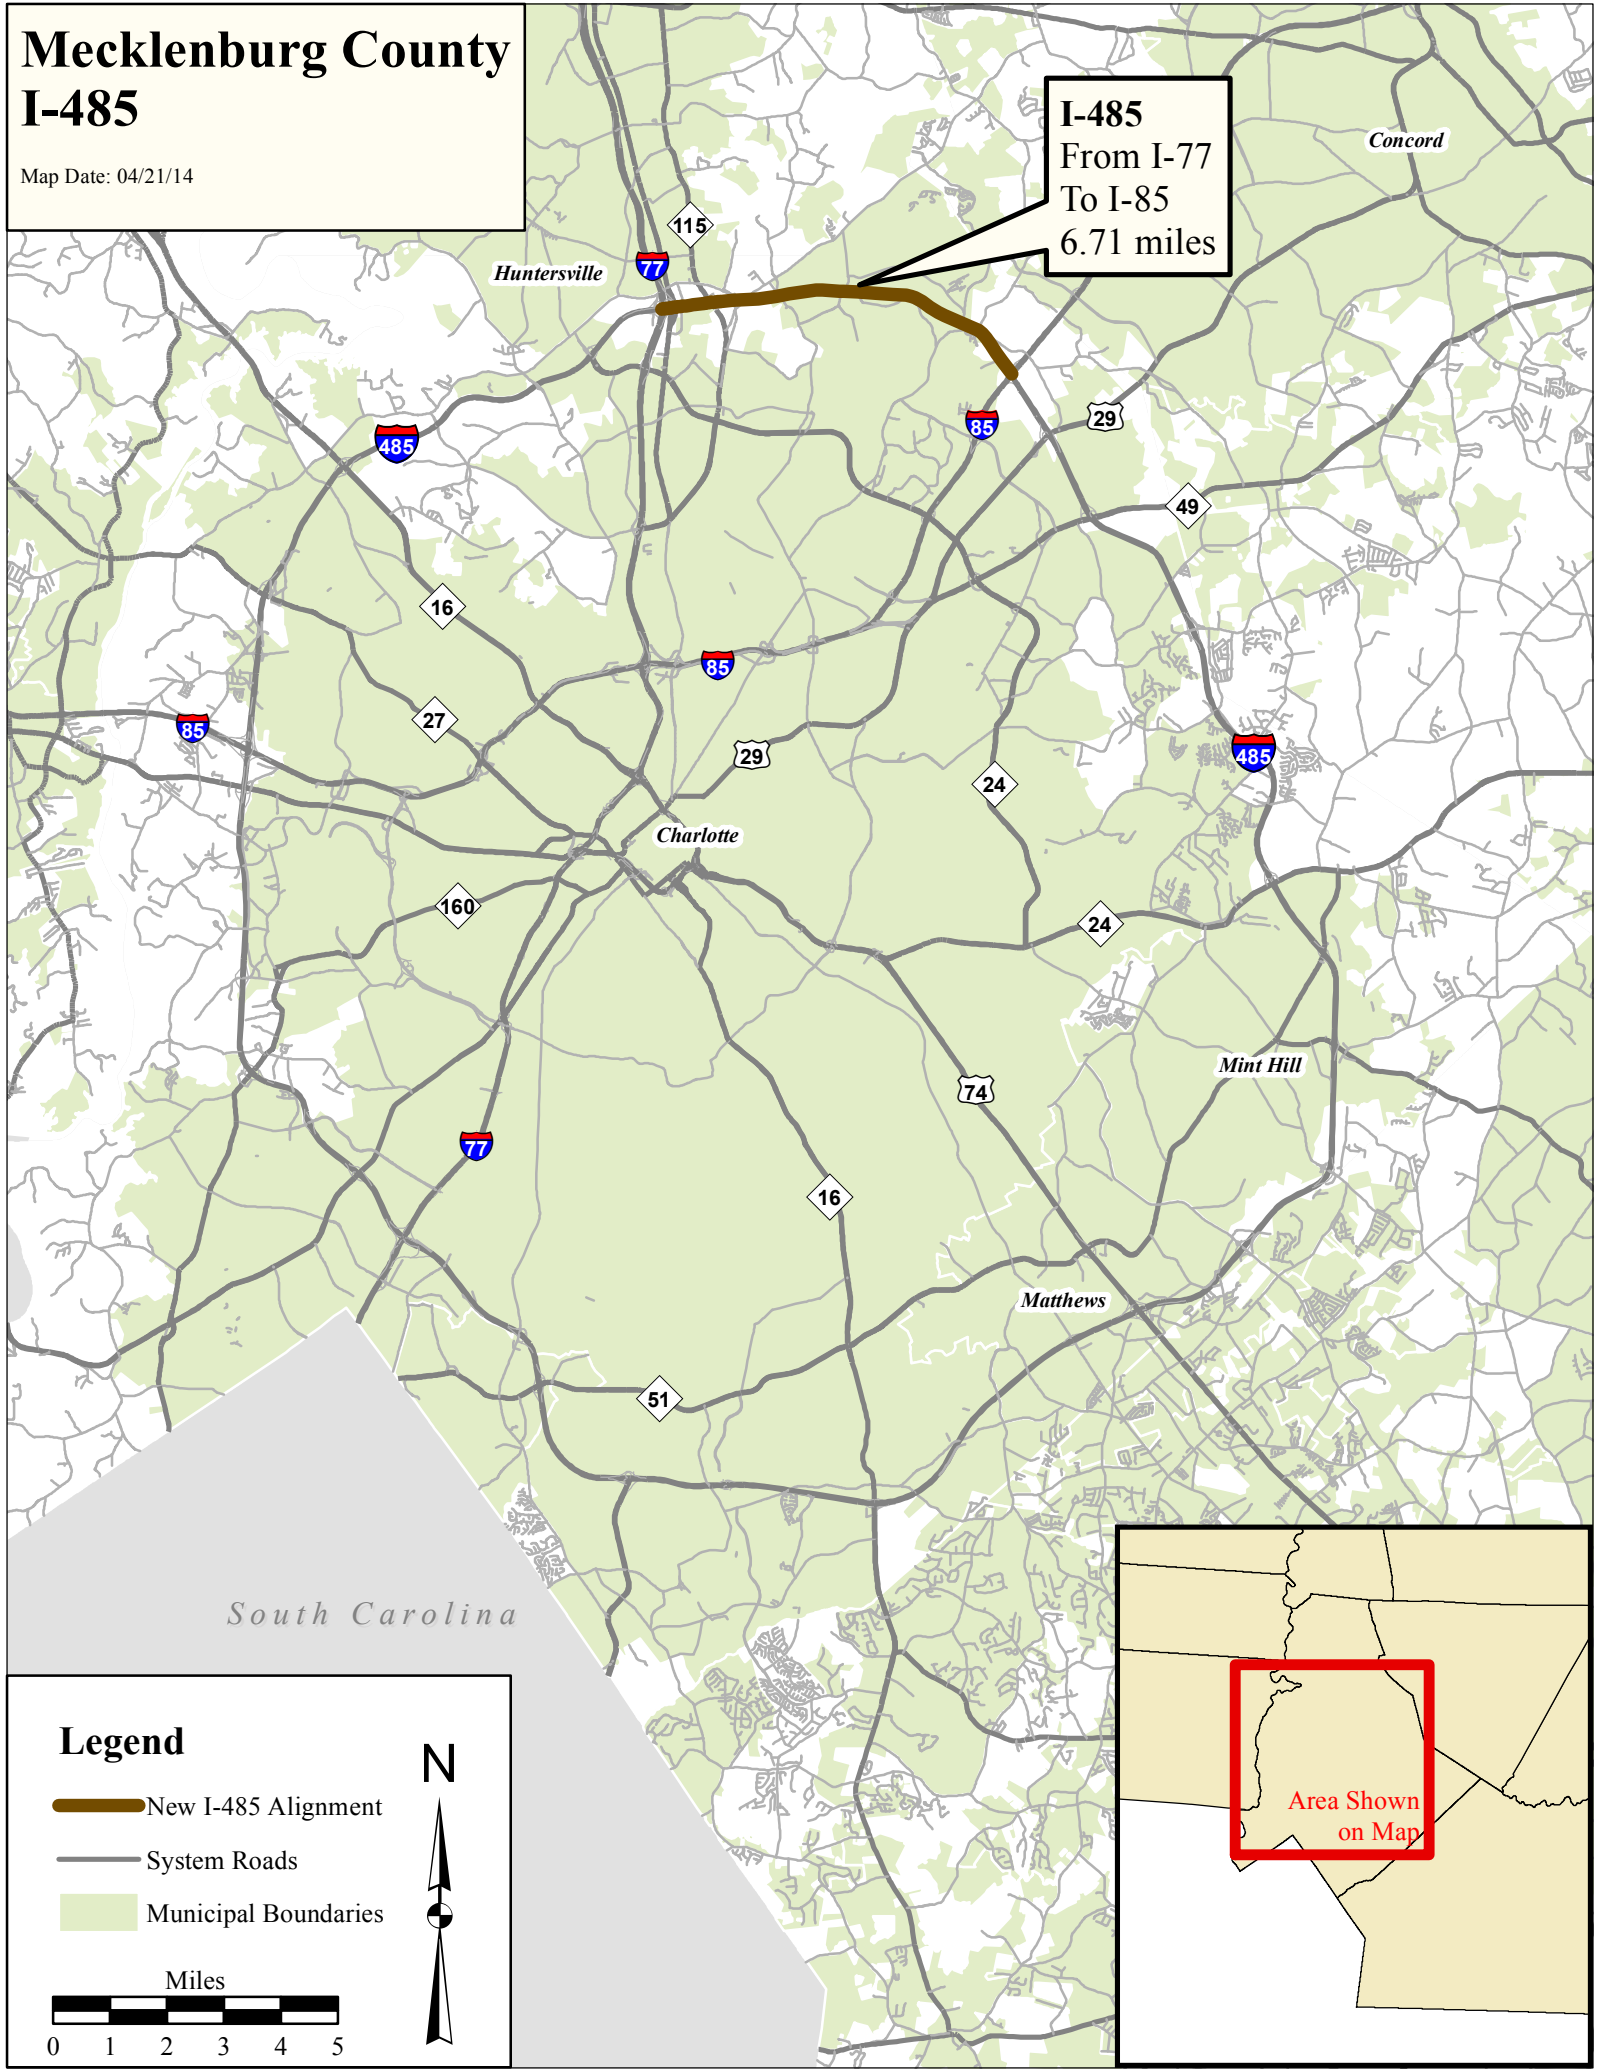 Mecklenburg County
I-485
Map Date: 04/21/14
I-485
From I-77
To I-85
6.71 miles
Concord
115
77
Huntersville
85
29
485
49
16
85
27
85
29
485
24
Charlotte
160
24
Mint Hill
74
77
16
Matthews
51
South Carolina
Legend
N
New I-485 Alignment
System Roads
Municipal Boundaries
Miles
0 1 2 3 4 5
Area Shown
on Map